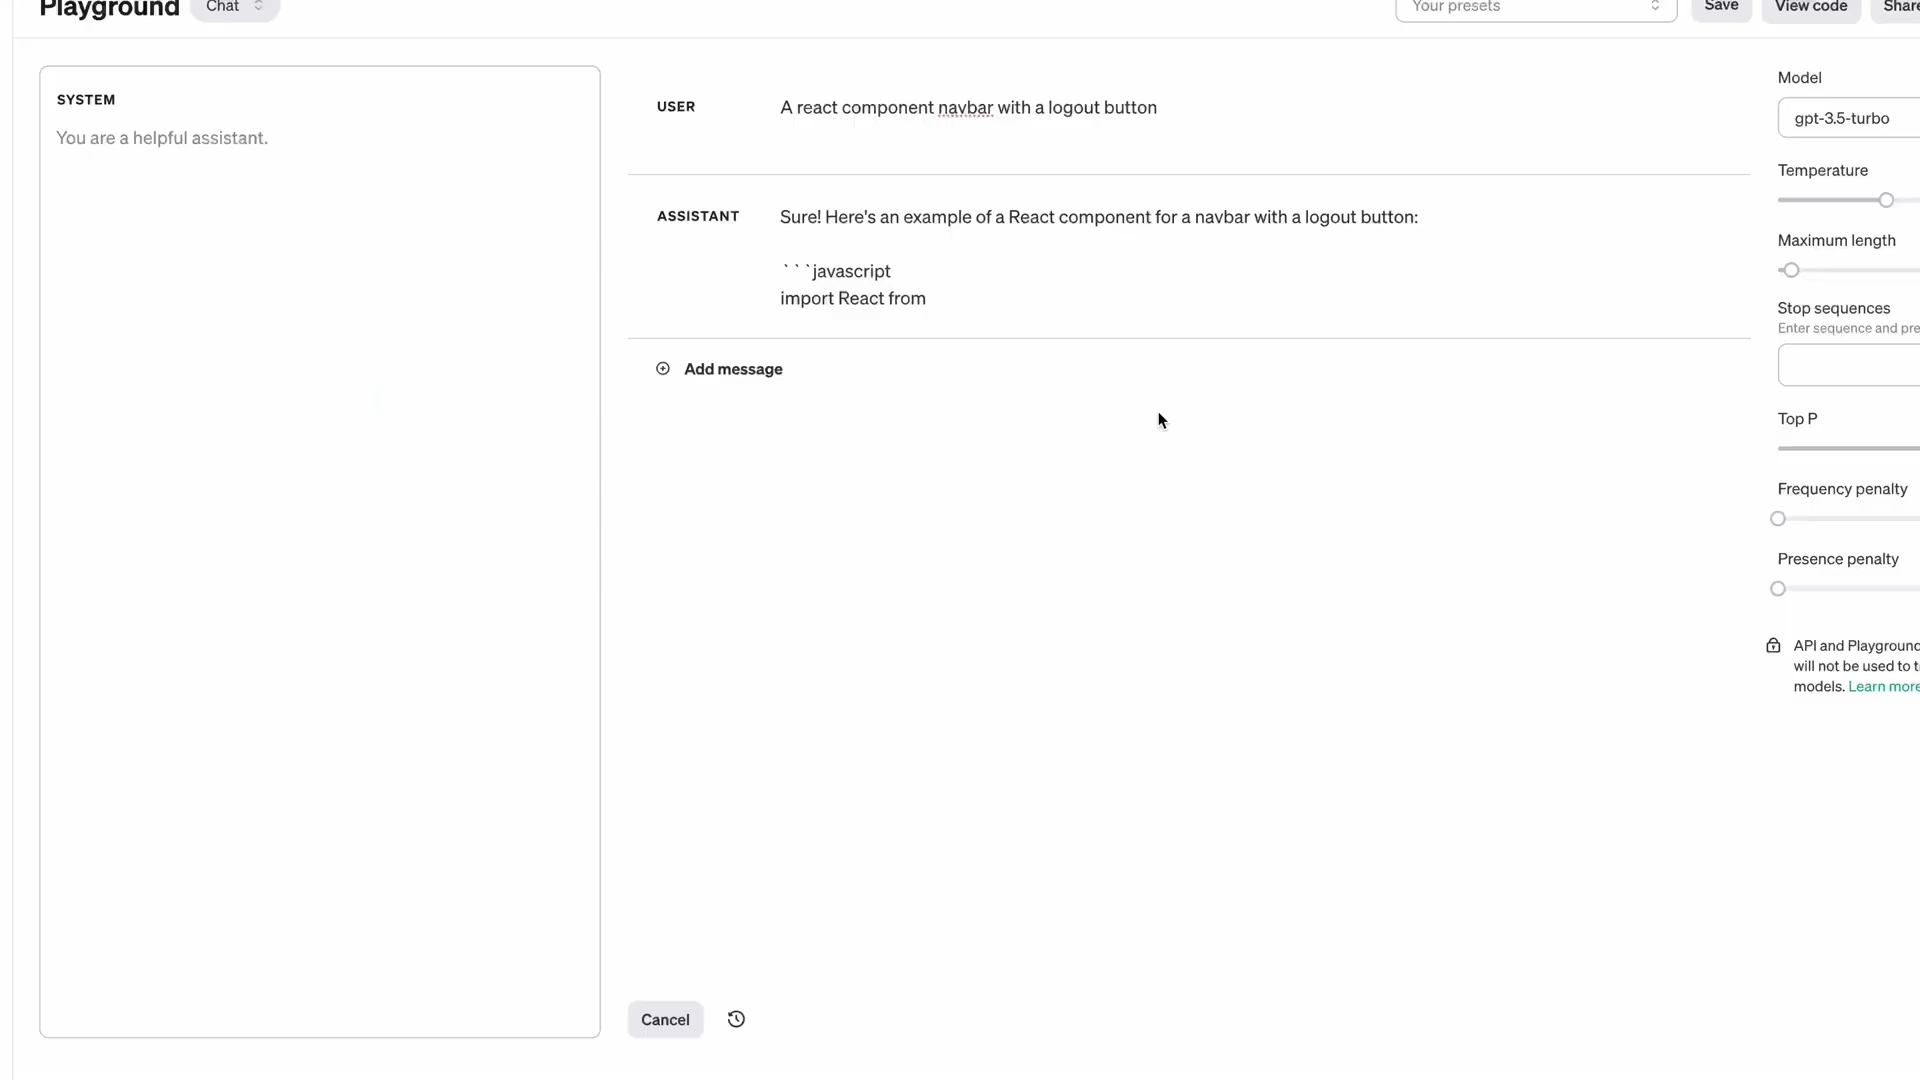 Playground
Chat
Your presets
Save
View code
Share
SYSTEM
You are a helpful assistant.
USER
A react component navbar with a logout button
ASSISTANT
Sure! Here's an example of a React component for a navbar with a logout button:
```javascript
import React from
Add message
Cancel
Model
gpt-3.5-turbo
Temperature
Maximum length
Stop sequences
Enter sequence and pre
Top P
Frequency penalty
Presence penalty
API and Playground
will not be used to t
models. Learn more